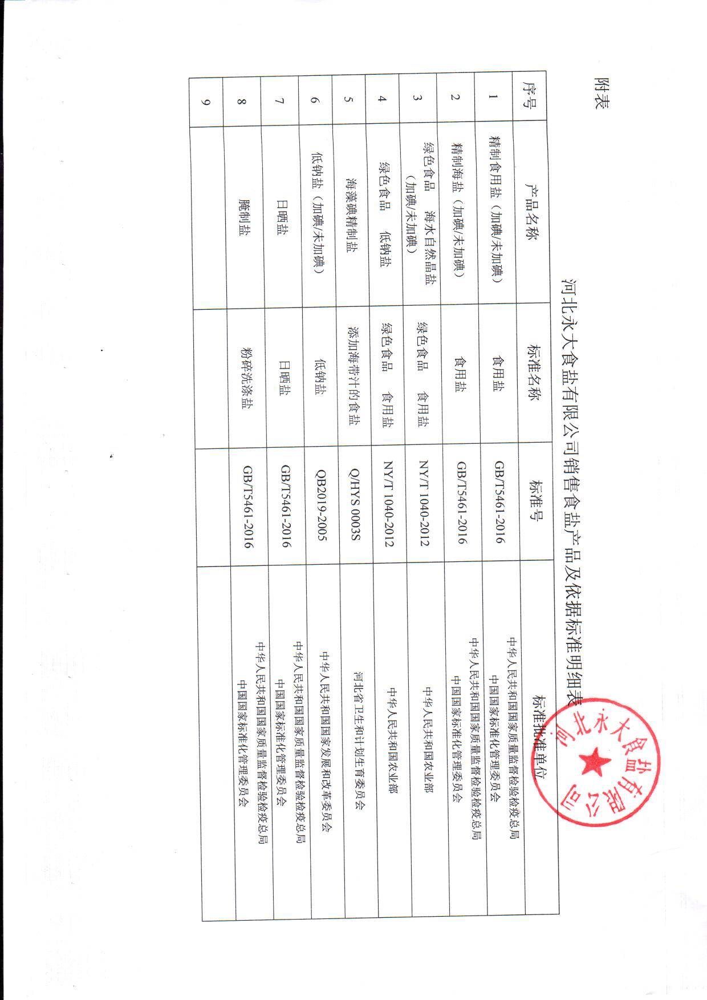 附表
河北永大食盐有限公司销售食盐产品及依据标准明细表
序号 产品名称 标准名称 标准号 标准批准单位
1 精制食用盐（加碘/未加碘） 食用盐 GB/T5461-2016 中华人民共和国国家质量监督检验检疫总局
中国国家标准化管理委员会
2 精制海盐（加碘/未加碘） 食用盐 GB/T5461-2016 中华人民共和国国家质量监督检验检疫总局
中国国家标准化管理委员会
3 绿色食品 海水自然晶盐
（加碘/未加碘） 绿色食品 食用盐 NY/T 1040-2012 中华人民共和国农业部
4 绿色食品 低钠盐 绿色食品 食用盐 NY/T 1040-2012 中华人民共和国农业部
5 海藻碘精制盐 添加海带汁的食盐 Q/HYS 0003S 河北省卫生和计划生育委员会
6 低钠盐（加碘/未加碘） 低钠盐 QB2019-2005 中华人民共和国国家发展和改革委员会
7 日晒盐 日晒盐 GB/T5461-2016 中华人民共和国国家质量监督检验检疫总局
中国国家标准化管理委员会
8 腌制盐 粉碎洗涤盐 GB/T5461-2016 中华人民共和国国家质量监督检验检疫总局
中国国家标准化管理委员会
9
河北永大食盐有限公司